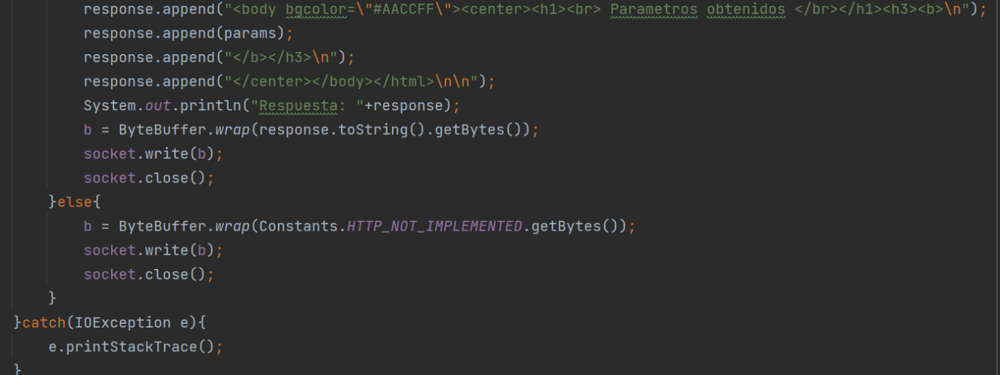 response.append("<body bgcolor=\"#AACCFF\"><center><h1><br> Parametros obtenidos </br></h1><h3><b>\n");
response.append(params);
response.append("</b></h3>\n");
response.append("</center></body></html>\n\n");
System.out.println("Respuesta: "+response);
b = ByteBuffer.wrap(response.toString().getBytes());
socket.write(b);
socket.close();
}else{
b = ByteBuffer.wrap(Constants.HTTP_NOT_IMPLEMENTED.getBytes());
socket.write(b);
socket.close();
}
}catch(IOException e){
e.printStackTrace();
}